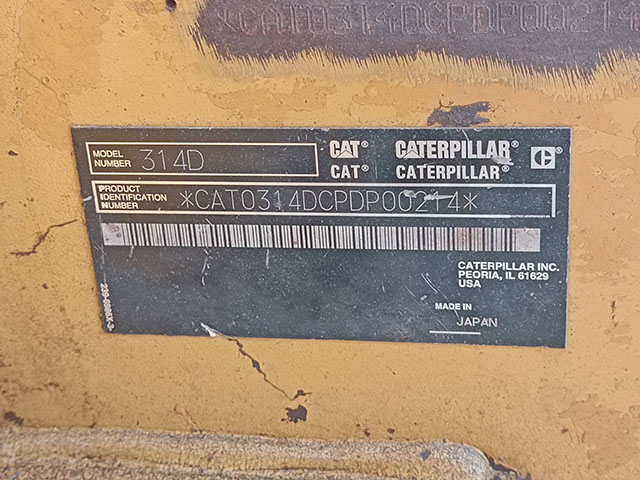 *CAT0314DCPDP00214
MODEL NUMBER 314D
CAT® CATERPILLAR® C
CAT® CATERPILLAR®
PRODUCT IDENTIFICATION NUMBER *CAT0314DCPDP00214*
CATERPILLAR INC.
PEORIA, IL 61629
USA
MADE IN
JAPAN